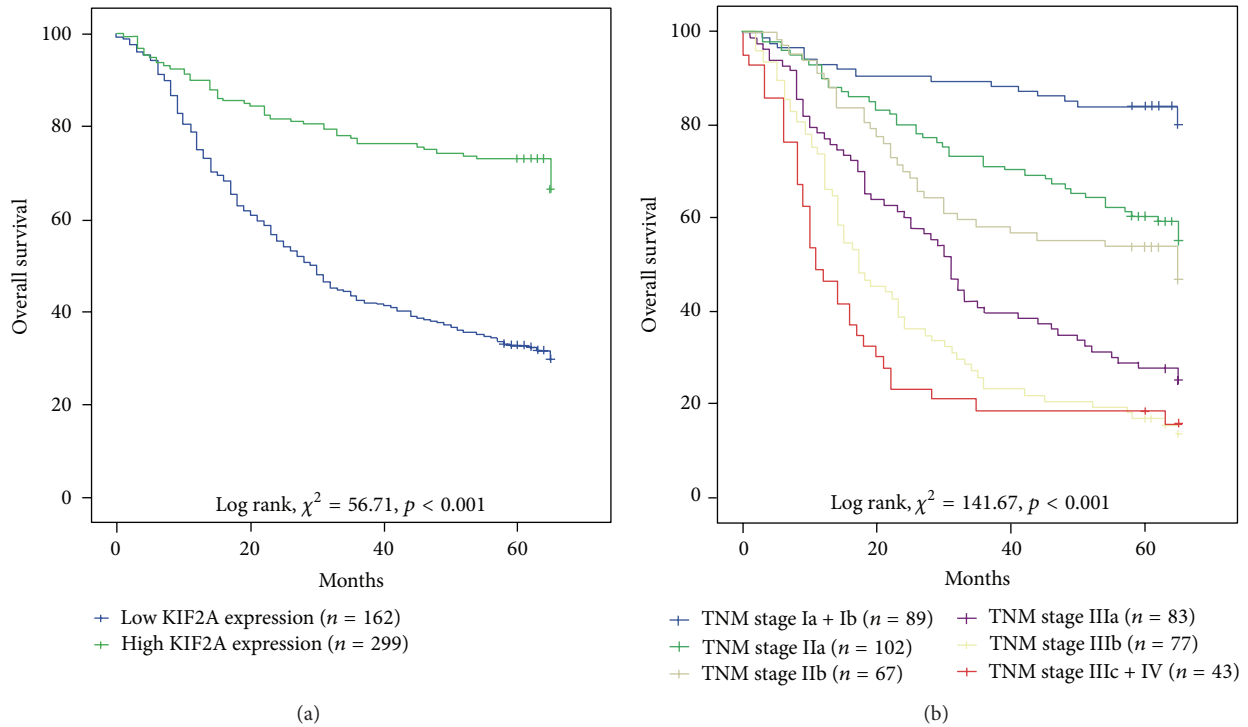 100
80
60
40
20
0
Overall survival
Log rank, χ² = 56.71, p < 0.001
0 20 40 60
Months
Low KIF2A expression (n = 162)
High KIF2A expression (n = 299)
(a)
100
80
60
40
20
0
Overall survival
Log rank, χ² = 141.67, p < 0.001
0 20 40 60
Months
TNM stage Ia + Ib (n = 89)
TNM stage IIa (n = 102)
TNM stage IIb (n = 67)
TNM stage IIIa (n = 83)
TNM stage IIIb (n = 77)
TNM stage IIIc + IV (n = 43)
(b)